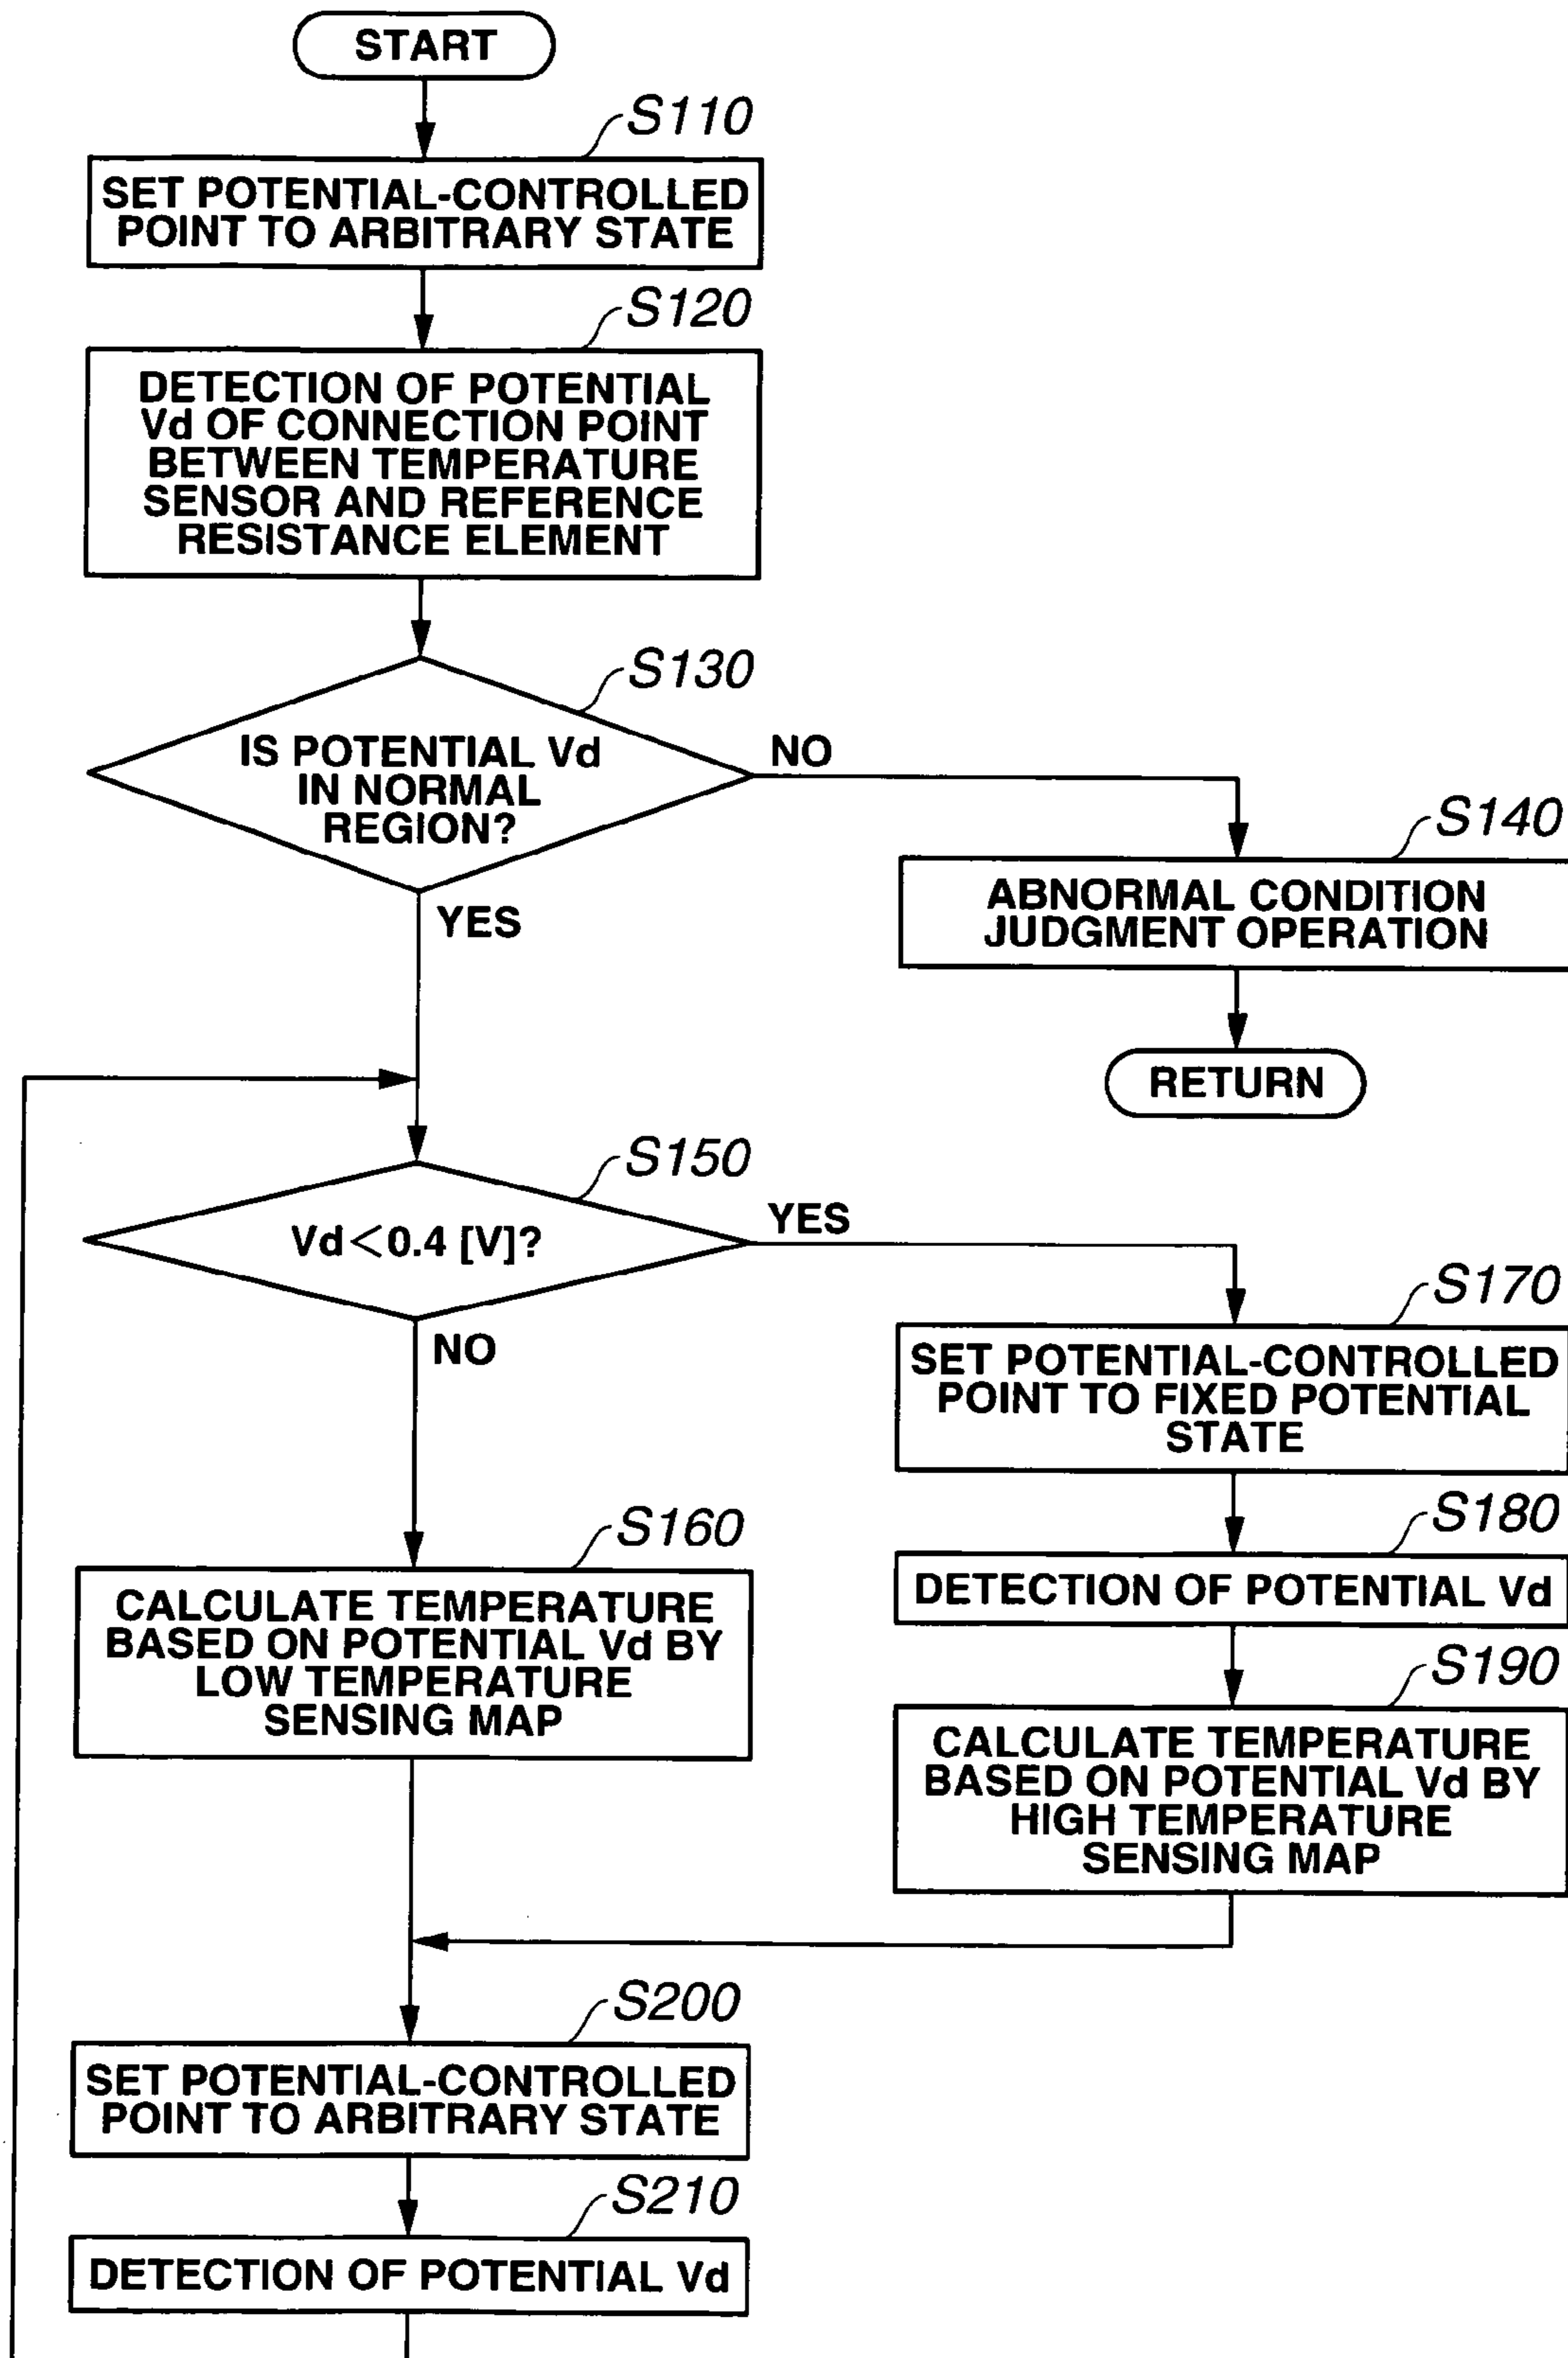 START
S110
SET POTENTIAL-CONTROLLED
POINT TO ARBITRARY STATE
S120
DETECTION OF POTENTIAL
Vd OF CONNECTION POINT
BETWEEN TEMPERATURE
SENSOR AND REFERENCE
RESISTANCE ELEMENT
S130
IS POTENTIAL Vd
IN NORMAL
REGION?
NO
YES
S140
ABNORMAL CONDITION
JUDGMENT OPERATION
RETURN
S150
Vd<0.4 [V]?
YES
NO
S170
SET POTENTIAL-CONTROLLED
POINT TO FIXED POTENTIAL
STATE
S180
DETECTION OF POTENTIAL Vd
S160
CALCULATE TEMPERATURE
BASED ON POTENTIAL Vd BY
LOW TEMPERATURE
SENSING MAP
S190
CALCULATE TEMPERATURE
BASED ON POTENTIAL Vd BY
HIGH TEMPERATURE
SENSING MAP
S200
SET POTENTIAL-CONTROLLED
POINT TO ARBITRARY STATE
S210
DETECTION OF POTENTIAL Vd